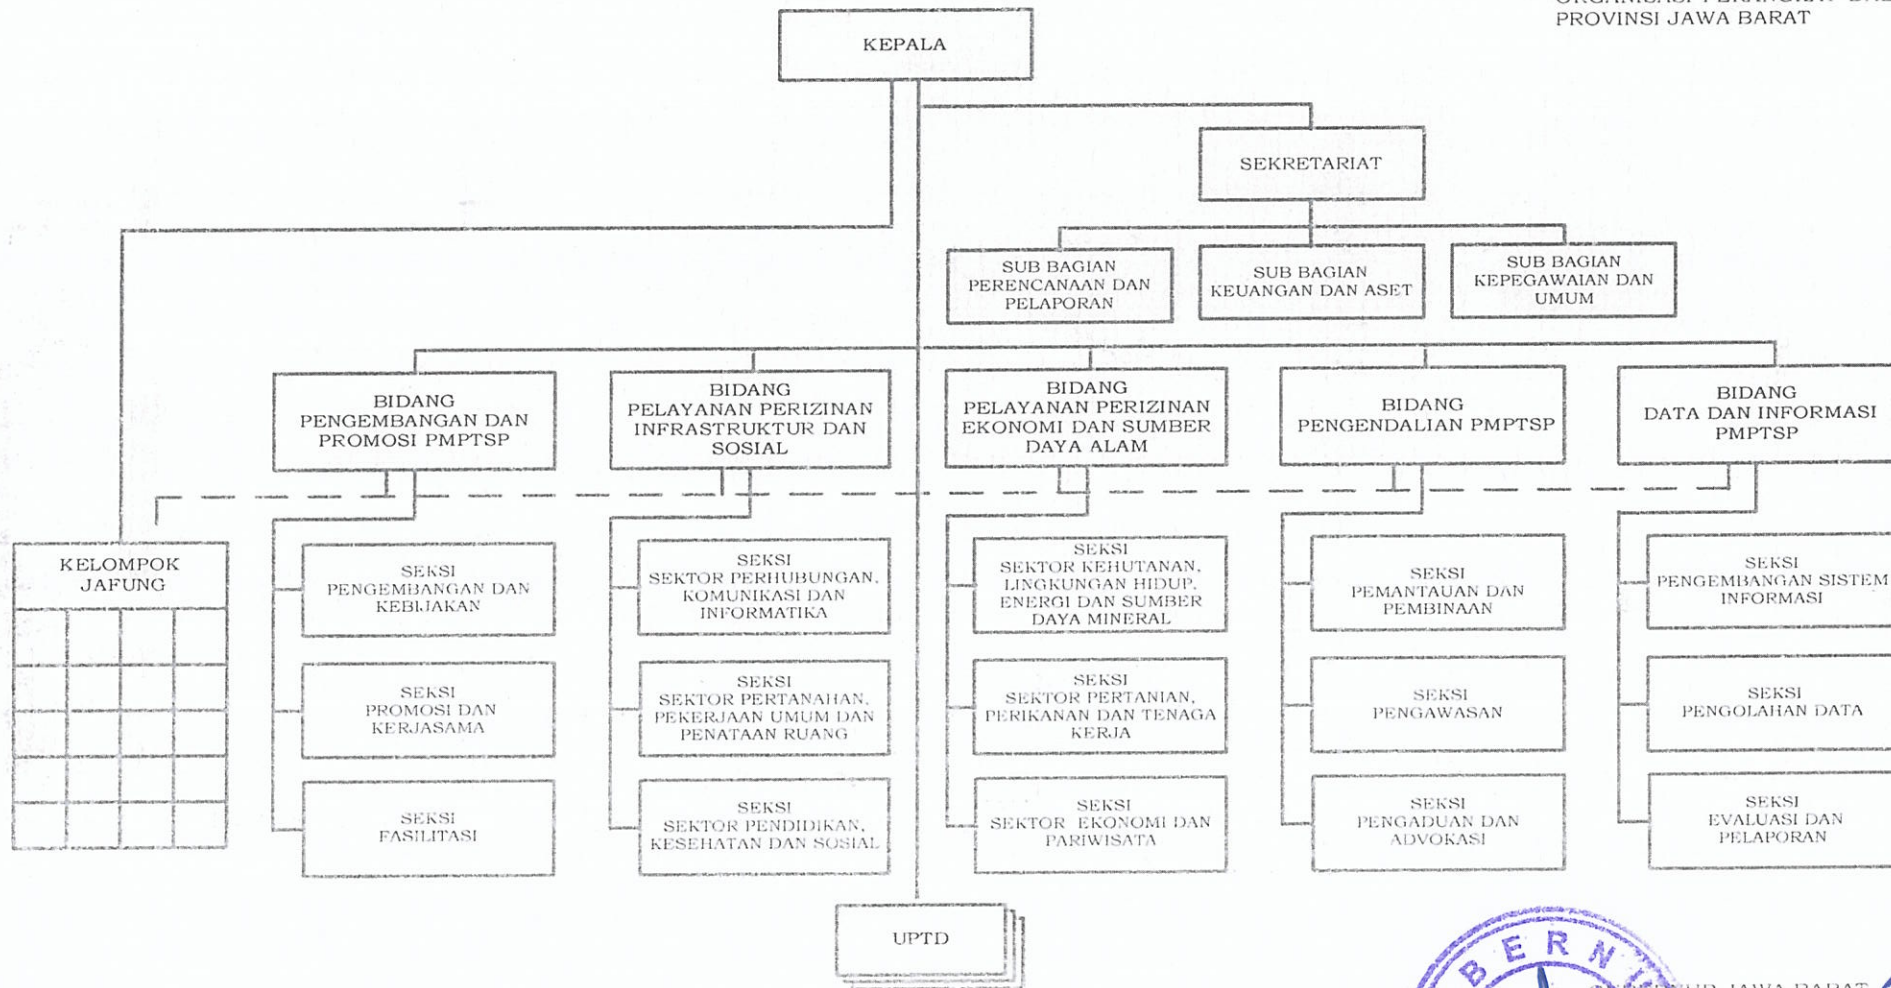 PROVINSI JAWA BARAT
KEPALA
SEKRETARIAT
SUB BAGIAN
PERENCANAAN DAN
PELAPORAN
SUB BAGIAN
KEUANGAN DAN ASET
SUB BAGIAN
KEPEGAWAIAN DAN
UMUM
BIDANG
PENGEMBANGAN DAN
PROMOSI PMPTSP
BIDANG
PELAYANAN PERIZINAN
INFRASTRUKTUR DAN
SOSIAL
BIDANG
PELAYANAN PERIZINAN
EKONOMI DAN SUMBER
DAYA ALAM
BIDANG
PENGENDALIAN PMPTSP
BIDANG
DATA DAN INFORMASI
PMPTSP
KELOMPOK
JAFUNG
SEKSI
PENGEMBANGAN DAN
KEBIJAKAN
SEKSI
PROMOSI DAN
KERJASAMA
SEKSI
FASILITASI
SEKSI
SEKTOR PERHUBUNGAN,
KOMUNIKASI DAN
INFORMATIKA
SEKSI
SEKTOR PERTANAHAN,
PEKERJAAN UMUM DAN
PENATAAN RUANG
SEKSI
SEKTOR PENDIDIKAN,
KESEHATAN DAN SOSIAL
SEKSI
SEKTOR KEHUTANAN,
LINGKUNGAN HIDUP,
ENERGI DAN SUMBER
DAYA MINERAL
SEKSI
SEKTOR PERTANIAN,
PERIKANAN DAN TENAGA
KERJA
SEKSI
SEKTOR EKONOMI DAN
PARIWISATA
SEKSI
PEMANTAUAN DAN
PEMBINAAN
SEKSI
PENGAWASAN
SEKSI
PENGADUAN DAN
ADVOKASI
SEKSI
PENGEMBANGAN SISTEM
INFORMASI
SEKSI
PENGOLAHAN DATA
SEKSI
EVALUASI DAN
PELAPORAN
UPTD
BERNU
JAWA BARAT